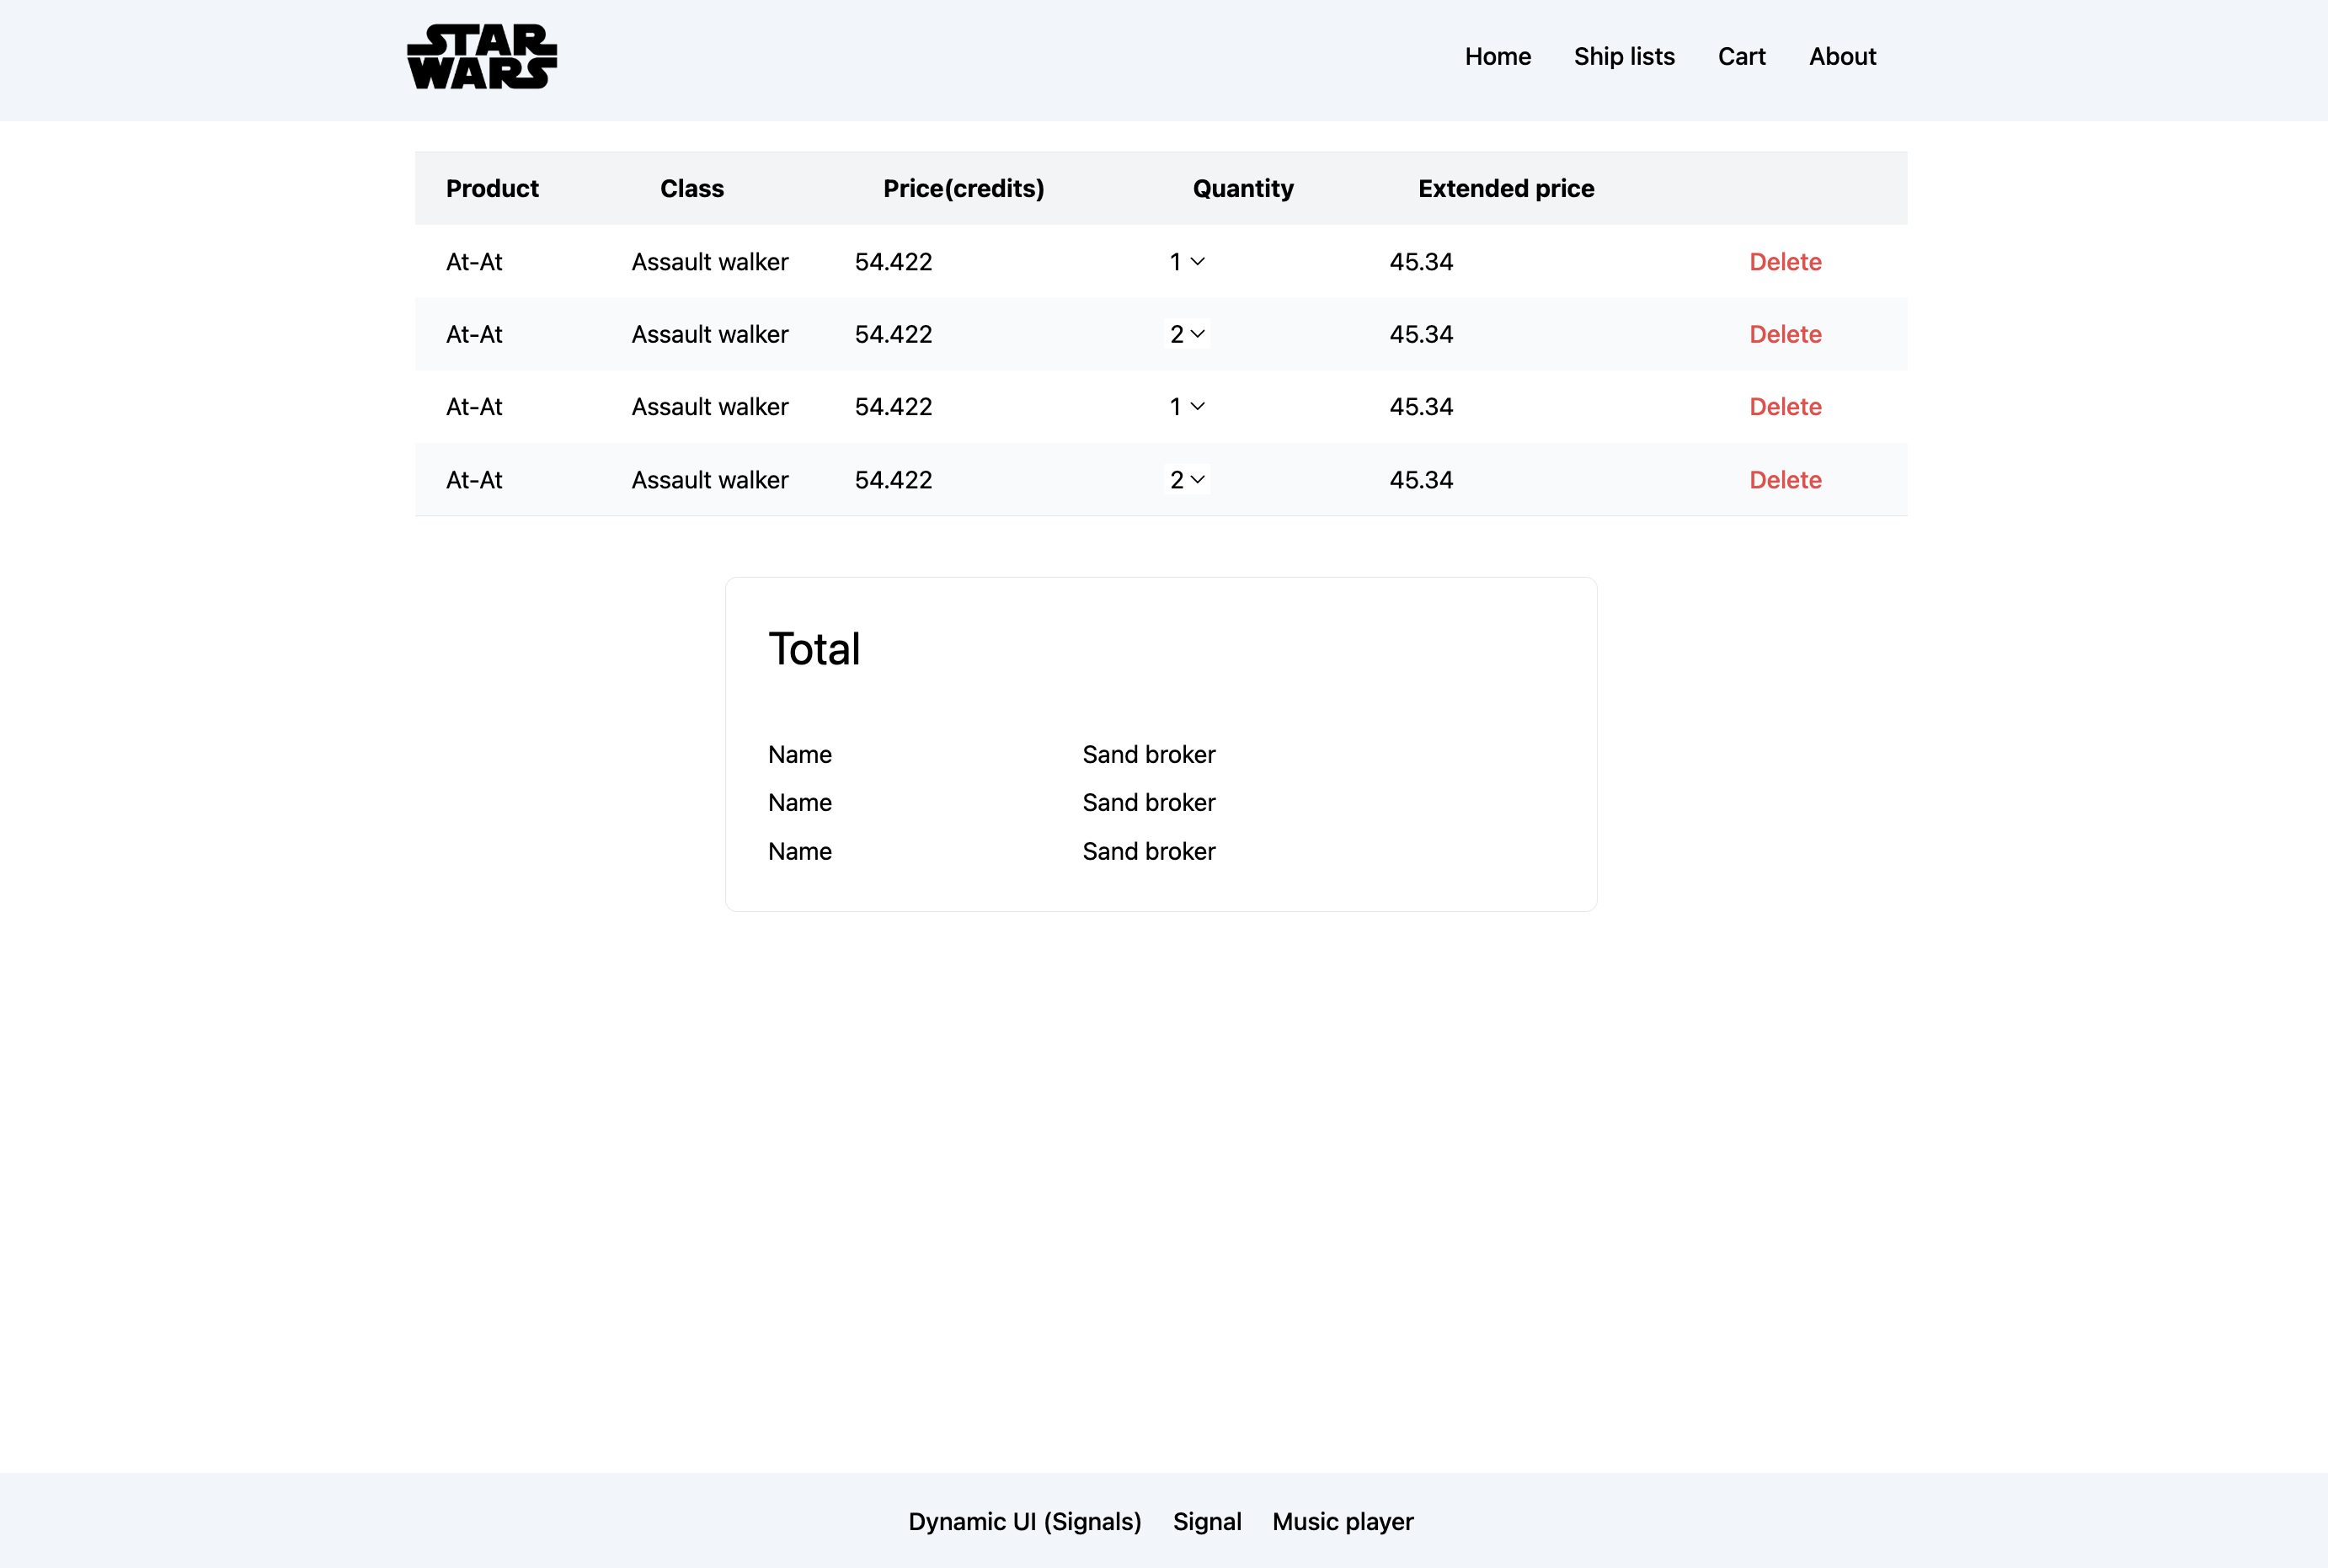 STAR WARS
Home Ship lists Cart About
Product Class Price(credits) Quantity Extended price
At-At Assault walker 54.422 1 45.34 Delete
At-At Assault walker 54.422 2 45.34 Delete
At-At Assault walker 54.422 1 45.34 Delete
At-At Assault walker 54.422 2 45.34 Delete
Total
Name Sand broker
Name Sand broker
Name Sand broker
Dynamic UI (Signals) Signal Music player